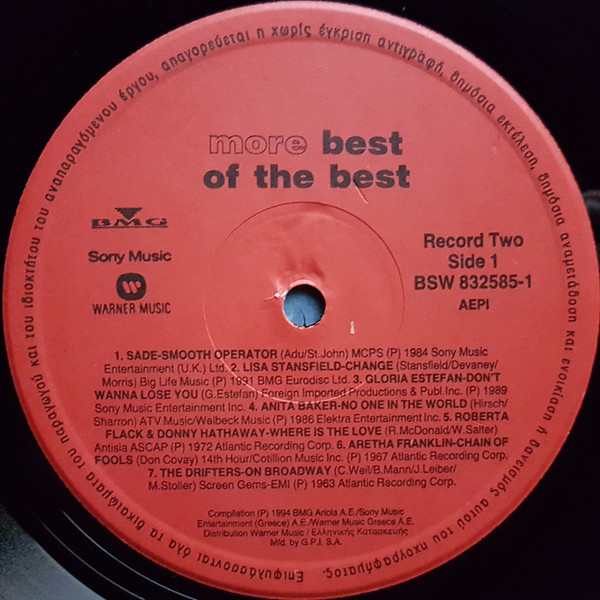 Επιφυλάσσονται όλα τα δικαιώματα του παραγωγού και του ιδιοκτήτου του αναπαραγόμενου έργου, απαγορεύεται η χωρίς έγκριση αντιγραφή, δημόσια εκτέλεση, δημόσια αναμετάδοση και ενοικίαση ή δανεισμός αυτού του ηχογραφήματος.
more best
of the best
BMG
Sony Music
WARNER MUSIC
Record Two
Side 1
BSW 832585-1
AEPI
1. SADE-SMOOTH OPERATOR (Adu/St.John) MCPS (P) 1984 Sony Music
Entertainment (U.K.) Ltd. 2. LISA STANSFIELD-CHANGE (Stansfield/Devaney/
Morris) Big Life Music (P) 1991 BMG Eurodisc Ltd. 3. GLORIA ESTEFAN-DON'T
WANNA LOSE YOU (G.Estefan) Foreign Imported Productions & Publ.Inc. (P) 1989
Sony Music Entertainment Inc. 4. ANITA BAKER-NO ONE IN THE WORLD (Hirsch/
Sharron) ATV Music/Welbeck Music (P) 1986 Elektra Entertainment Inc. 5. ROBERTA
FLACK & DONNY HATHAWAY-WHERE IS THE LOVE (R.McDonald/W.Salter)
Antisia ASCAP (P) 1972 Atlantic Recording Corp. 6. ARETHA FRANKLIN-CHAIN OF
FOOLS (Don Covay) 14th Hour/Cotillion Music Inc. (P) 1967 Atlantic Recording Corp.
7. THE DRIFTERS-ON BROADWAY (C.Weil/B.Mann/J.Leiber/
M.Stoller) Screen Gems-EMI (P) 1963 Atlantic Recording Corp.
Compilation (P) 1994 BMG Ariola A.E./Sony Music
Entertainment (Greece) A.E./Warner Music Greece A.E.
Distribution Warner Music / Ελληνικής Κατασκευής
Mfd. by G.P.I. S.A.